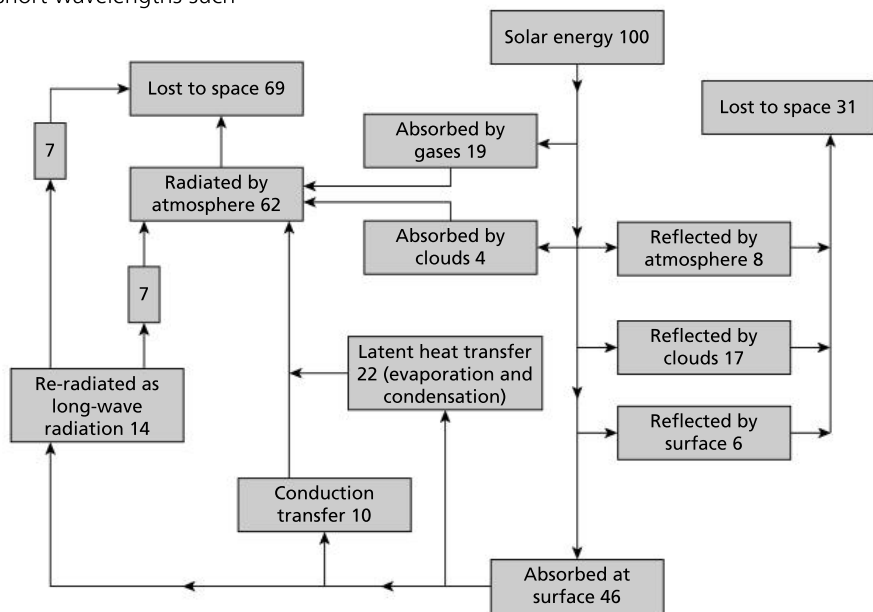 short wavelengths such
Solar energy 100
Lost to space 69
Lost to space 31
Absorbed by
gases 19
7
Radiated by
atmosphere 62
Absorbed by
clouds 4
Reflected by
atmosphere 8
7
Latent heat transfer
22 (evaporation and
condensation)
Reflected by
clouds 17
Re-radiated as
long-wave
radiation 14
Reflected by
surface 6
Conduction
transfer 10
Absorbed at
surface 46